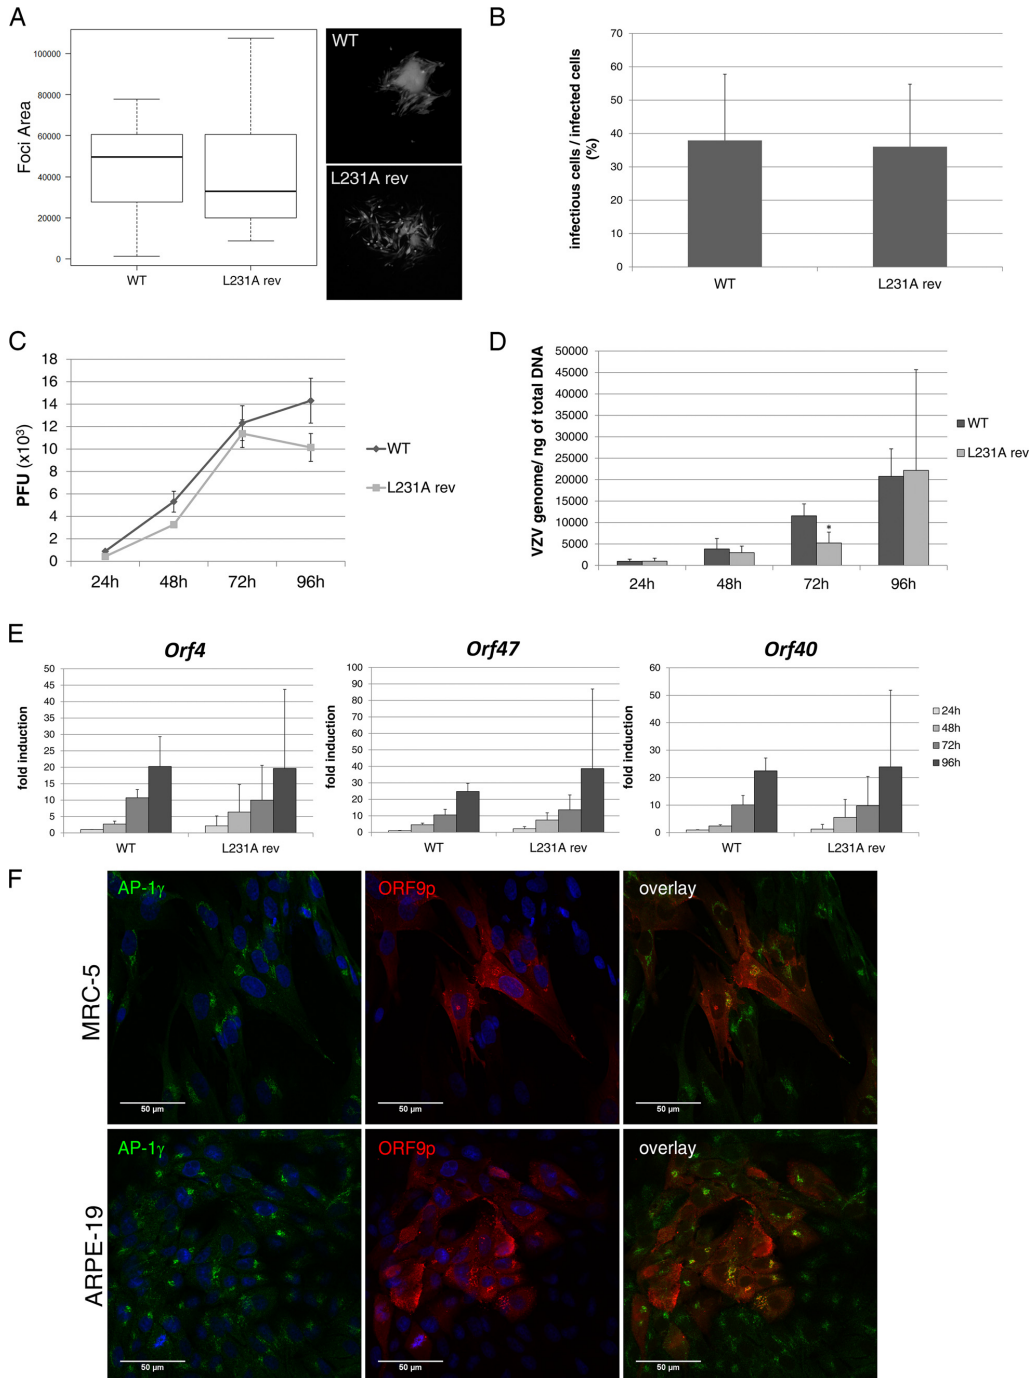 A
Foci Area
100000
80000
60000
40000
20000
0
WT
L231A rev
WT
L231A rev
B
infectious cells / infected cells
(%)
70
60
50
40
30
20
10
0
WT
L231A rev
C
PFU (x10³)
18
16
14
12
10
8
6
4
2
0
24h
48h
72h
96h
WT
L231A rev
D
VZV genome/ ng of total DNA
50000
45000
40000
35000
30000
25000
20000
15000
10000
5000
0
*
24h
48h
72h
96h
WT
L231A rev
E
Orf4
fold induction
50
45
40
35
30
25
20
15
10
5
0
WT
L231A rev
Orf47
fold induction
100
90
80
70
60
50
40
30
20
10
0
WT
L231A rev
Orf40
fold induction
60
50
40
30
20
10
0
WT
L231A rev
24h
48h
72h
96h
F
MRC-5
AP-1γ
50 µm
ORF9p
50 µm
overlay
50 µm
ARPE-19
AP-1γ
50 µm
ORF9p
50 µm
overlay
50 µm